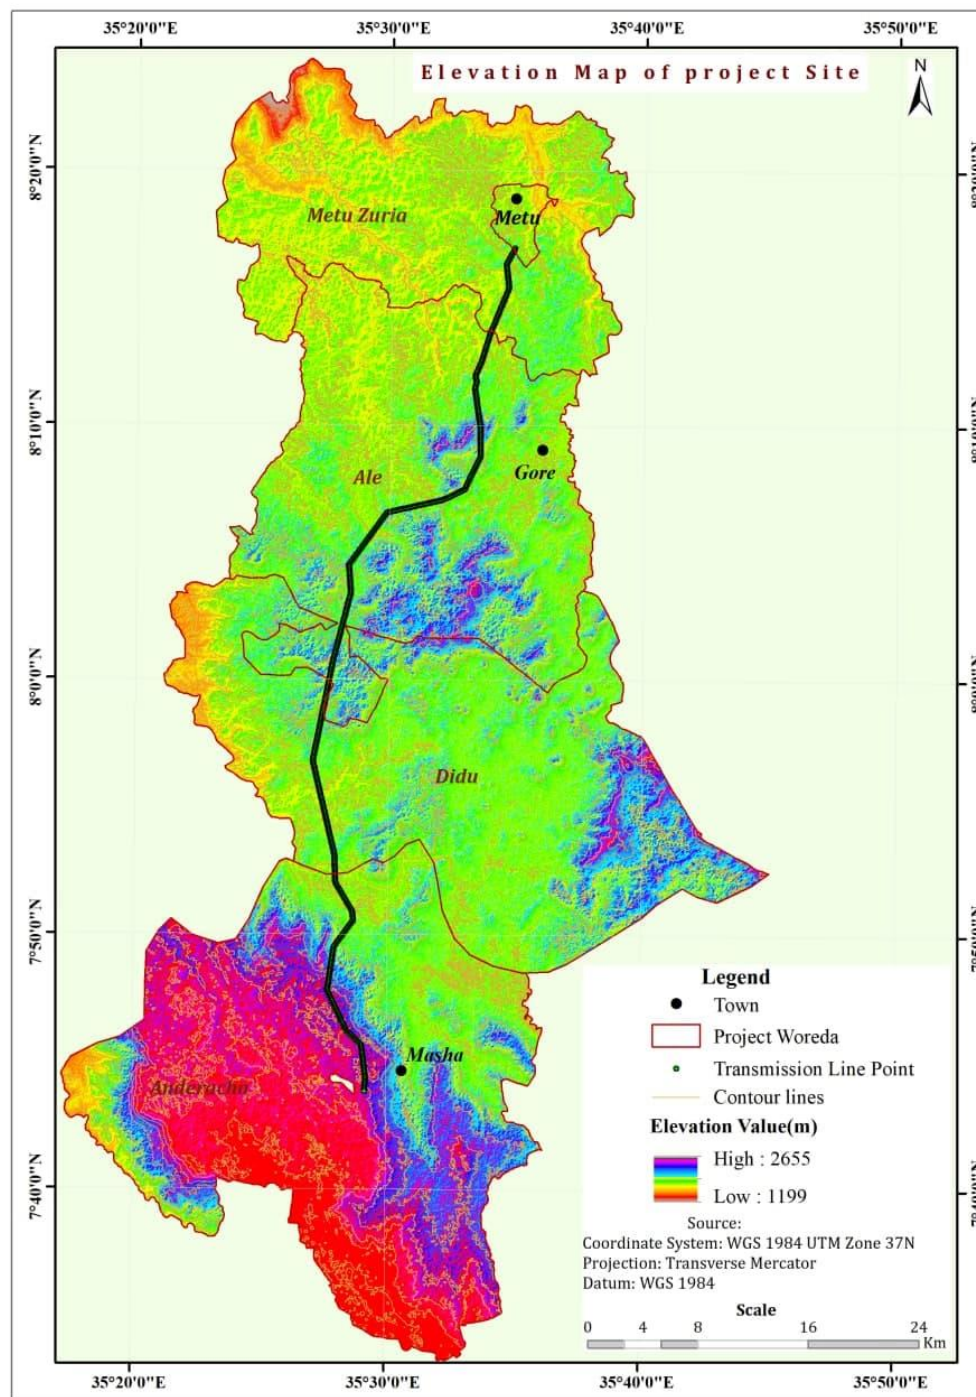 35°20'0"E 35°30'0"E 35°40'0"E 35°50'0"E
Elevation Map of project Site
N
8°20'0"N
Metu Zuria
Metu
8°10'0"N
Ale
Gore
8°0'0"N
Didu
7°50'0"N
Masha
Anderacha
7°40'0"N
Legend
Town
Project Woreda
Transmission Line Point
Contour lines
Elevation Value(m)
High : 2655
Low : 1199
Source:
Coordinate System: WGS 1984 UTM Zone 37N
Projection: Transverse Mercator
Datum: WGS 1984
Scale
0 4 8 16 24
Km
35°20'0"E 35°30'0"E 35°40'0"E 35°50'0"E